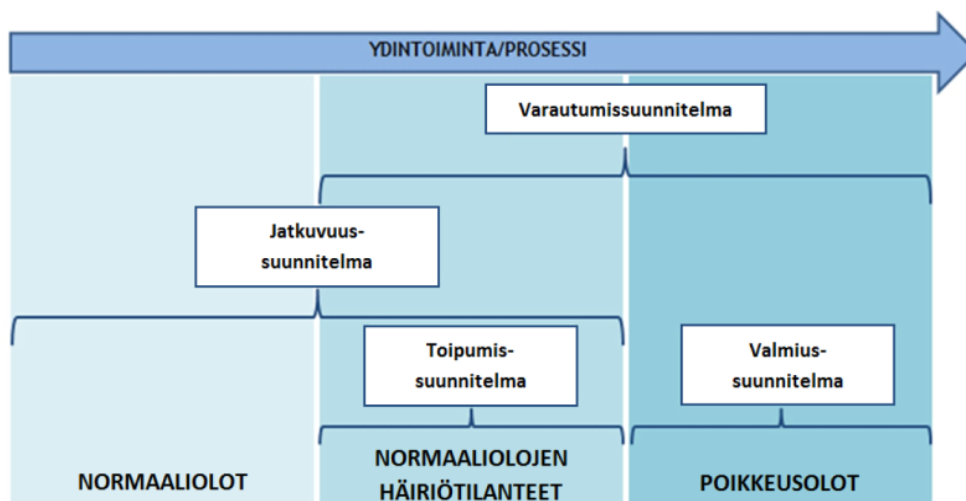 YDINTOIMINTA/PROSESSI
Varautumissuunnitelma
Jatkuvuus-
suunnitelma
Toipumis-
suunnitelma
Valmius-
suunnitelma
NORMAALIOLOT
NORMAALIOLOJEN
HÄIRIÖTILANTEET
POIKKEUSOLOT